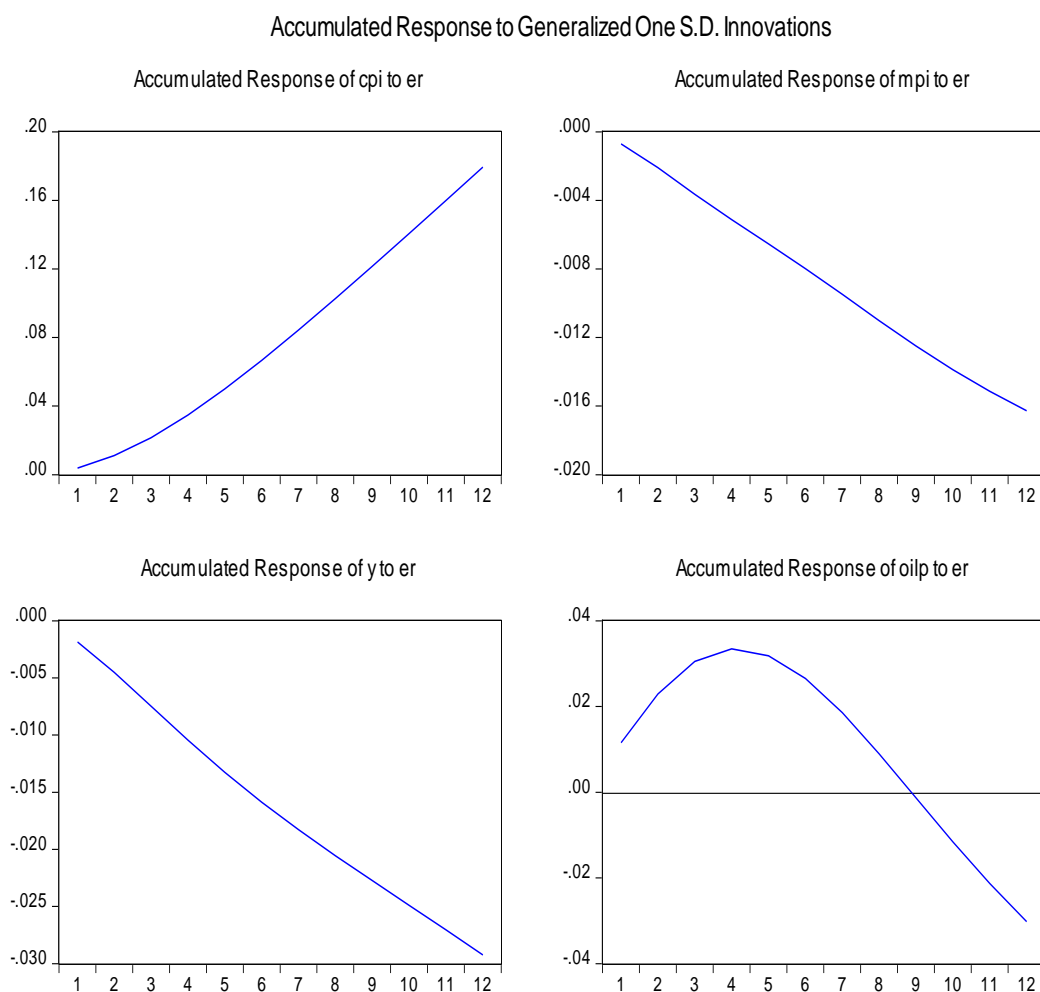 Accumulated Response to Generalized One S.D. Innovations
Accumulated Response of cpi to er
.20
.16
.12
.08
.04
.00
1 2 3 4 5 6 7 8 9 10 11 12
Accumulated Response of mpi to er
.000
-.004
-.008
-.012
-.016
-.020
1 2 3 4 5 6 7 8 9 10 11 12
Accumulated Response of y to er
.000
-.005
-.010
-.015
-.020
-.025
-.030
1 2 3 4 5 6 7 8 9 10 11 12
Accumulated Response of oilp to er
.04
.02
.00
-.02
-.04
1 2 3 4 5 6 7 8 9 10 11 12